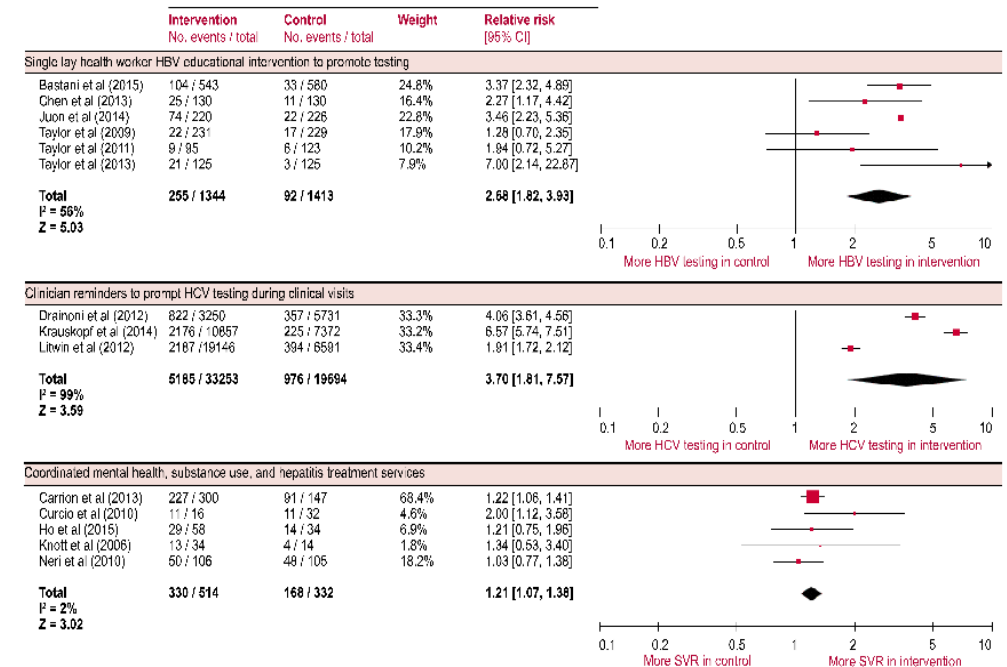 Intervention Control Weight Relative risk
No. events / total No. events / total [95% CI]
Single lay health worker HBV educational intervention to promote testing
Bastani et al (2015) 104 / 543 33 / 580 24.8% 3.37 [2.32, 4.89]
Chen et al (2013) 25 / 130 11 / 130 16.4% 2.27 [1.17, 4.42]
Juon et al (2014) 74 / 220 22 / 226 22.8% 3.46 [2.23, 5.36]
Taylor et al (2009) 22 / 231 17 / 229 17.9% 1.28 [0.70, 2.35]
Taylor et al (2011) 9 / 95 6 / 123 10.2% 1.94 [0.72, 5.27]
Taylor et al (2013) 21 / 125 3 / 125 7.9% 7.00 [2.14, 22.87]
Total 255 / 1344 92 / 1413 2.68 [1.82, 3.93]
I² = 56%
Z = 5.03
0.1 0.2 0.5 1 2 5 10
More HBV testing in control More HBV testing in intervention
Clinician reminders to prompt HCV testing during clinical visits
Drainoni et al (2012) 822 / 3250 357 / 5731 33.3% 4.06 [3.61, 4.56]
Krauskopf et al (2014) 2176 / 10857 225 / 7372 33.2% 6.57 [5.74, 7.51]
Litwin et al (2012) 2187 /19146 394 / 6591 33.4% 1.91 [1.72, 2.12]
Total 5185 / 33253 976 / 19694 3.70 [1.81, 7.57]
I² = 99%
Z = 3.59
0.1 0.2 0.5 1 2 5 10
More HCV testing in control More HCV testing in intervention
Coordinated mental health, substance use, and hepatitis treatment services
Carrion et al (2013) 227 / 300 91 / 147 68.4% 1.22 [1.06, 1.41]
Curcio et al (2010) 11 / 16 11 / 32 4.6% 2.00 [1.12, 3.58]
Ho et al (2015) 29 / 58 14 / 34 6.9% 1.21 [0.75, 1.96]
Knott et al (2006) 13 / 34 4 / 14 1.8% 1.34 [0.53, 3.40]
Neri et al (2010) 50 / 106 48 / 105 18.2% 1.03 [0.77, 1.38]
Total 330 / 514 168 / 332 1.21 [1.07, 1.38]
I² = 2%
Z = 3.02
0.1 0.2 0.5 1 2 5 10
More SVR in control More SVR in intervention